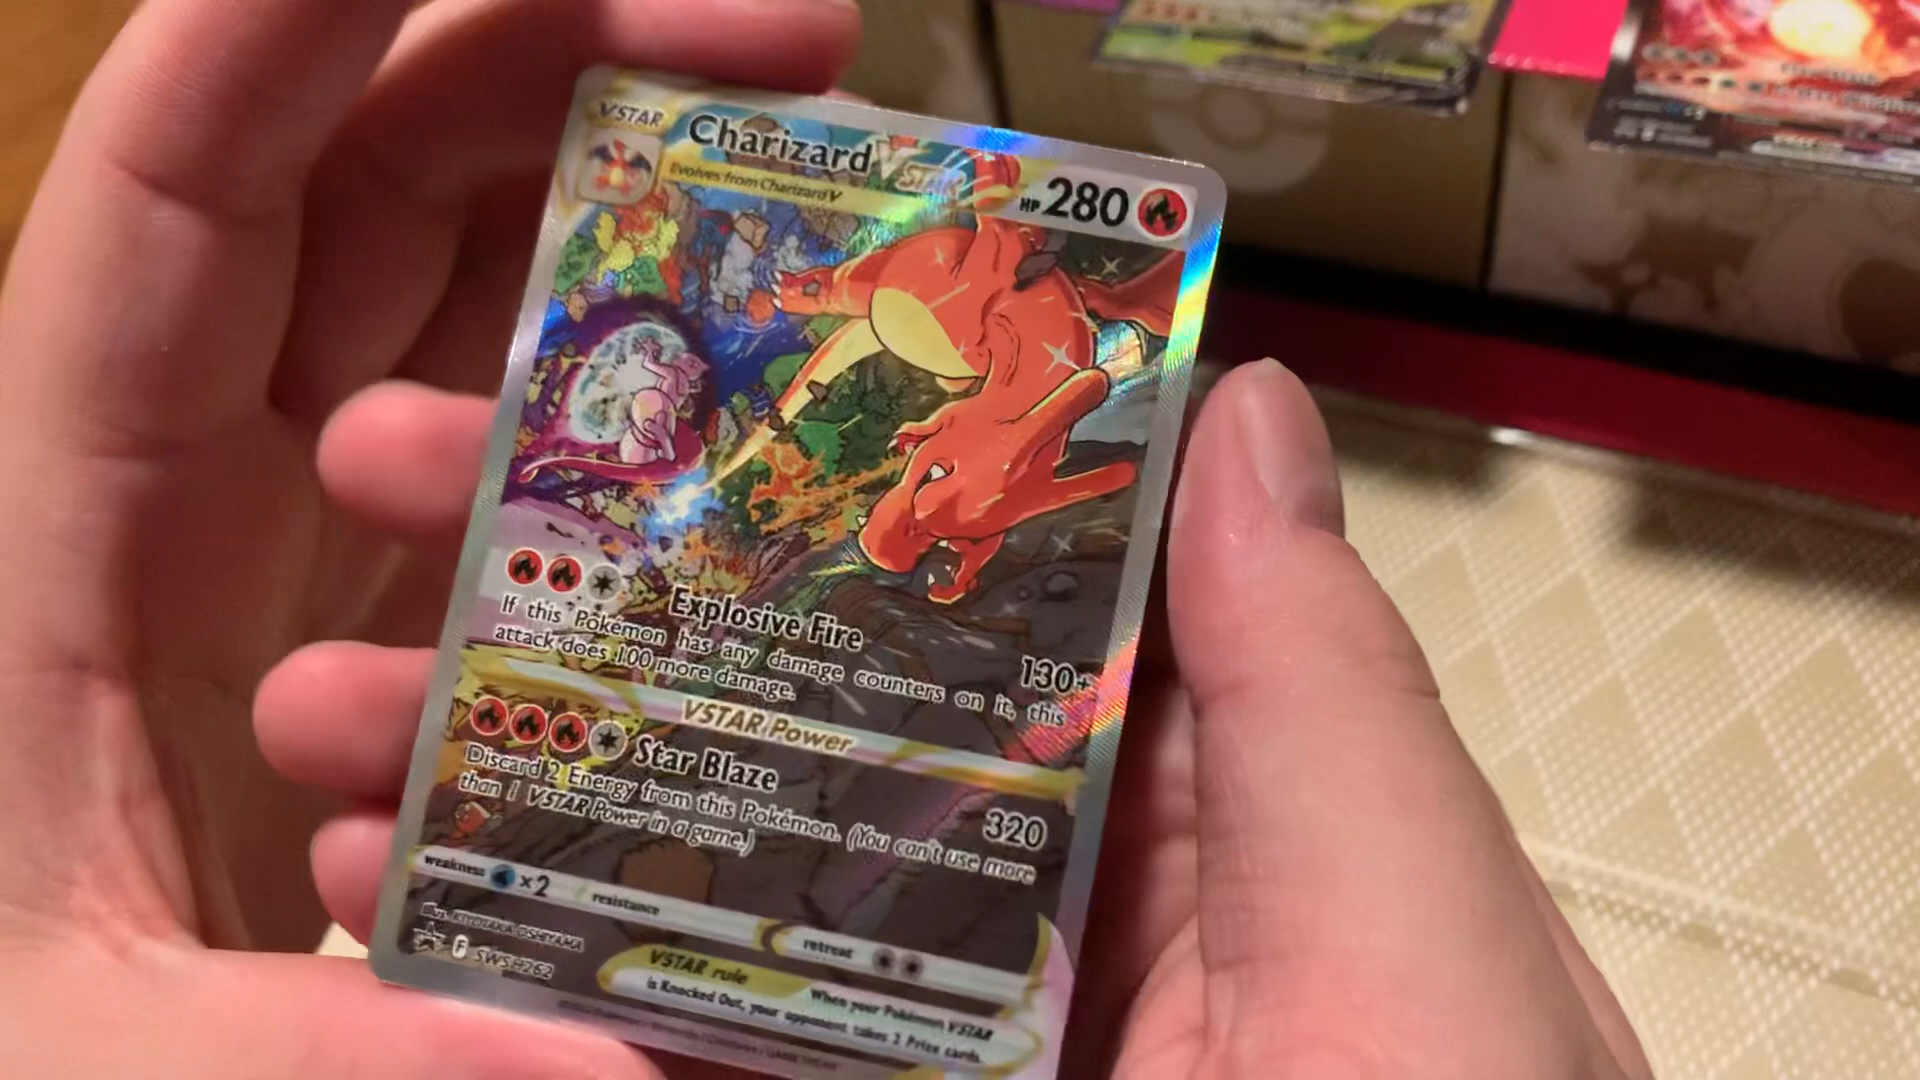 VSTAR
Charizard VSTAR
HP 280
Evolves from Charizard V
Explosive Fire
130+
If this Pokémon has any damage counters on it, this
attack does 100 more damage.
VSTAR Power
Star Blaze
320
Discard 2 Energy from this Pokémon. (You can't use more
than 1 VSTAR Power in a game.)
weakness ×2 resistance
retreat
Illus. KIYOTAKA OSHIYAMA
F SWSH262
VSTAR rule
When your Pokémon VSTAR
is Knocked Out, your opponent takes 2 Prize cards.